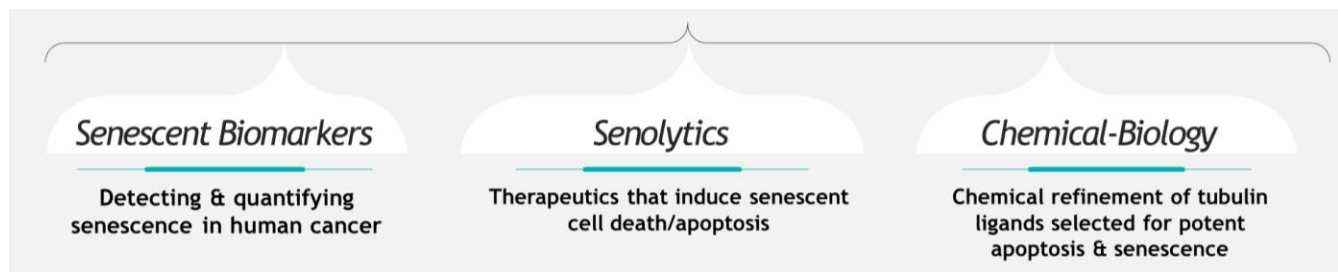 Senescent Biomarkers
Detecting & quantifying
senescence in human cancer
Senolytics
Therapeutics that induce senescent
cell death/apoptosis
Chemical-Biology
Chemical refinement of tubulin
ligands selected for potent
apoptosis & senescence